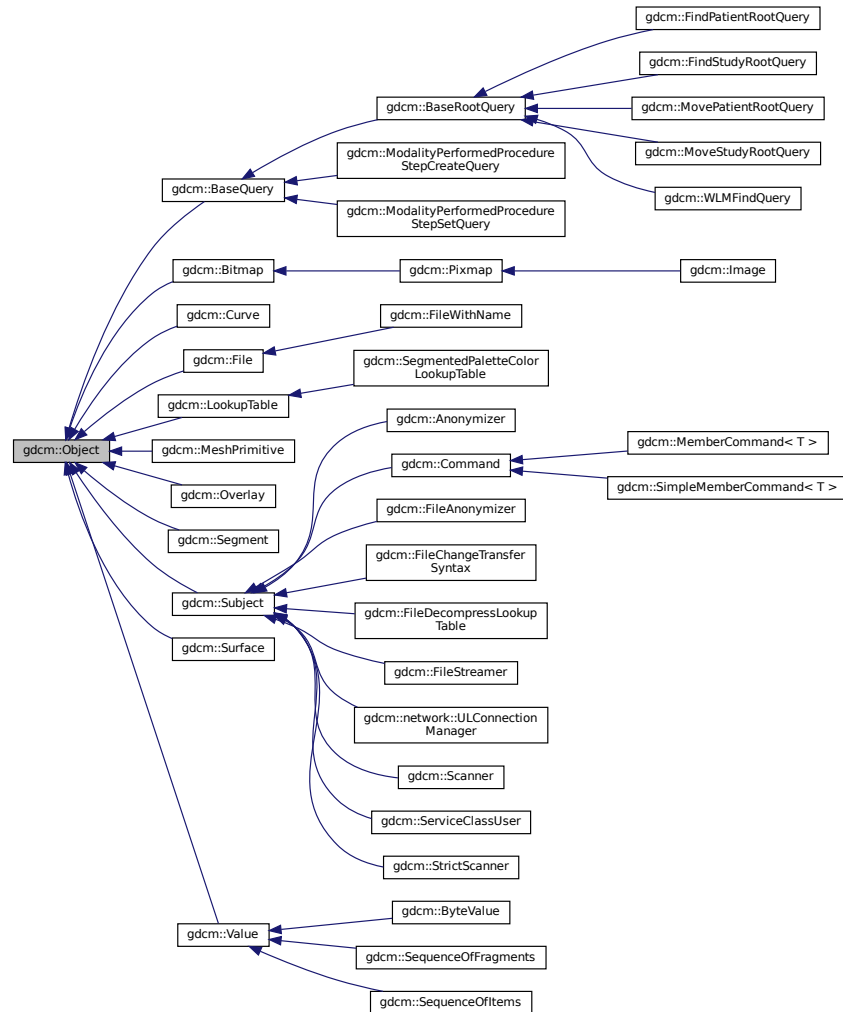 gdcm::FindPatientRootQuery
gdcm::FindStudyRootQuery
gdcm::BaseRootQuery
gdcm::MovePatientRootQuery
gdcm::MoveStudyRootQuery
gdcm::ModalityPerformedProcedure
StepCreateQuery
gdcm::BaseQuery
gdcm::WLMFindQuery
gdcm::ModalityPerformedProcedure
StepSetQuery
gdcm::Bitmap
gdcm::Pixmap
gdcm::Image
gdcm::Curve
gdcm::FileWithName
gdcm::File
gdcm::SegmentedPaletteColor
LookupTable
gdcm::LookupTable
gdcm::Anonymizer
gdcm::Object
gdcm::MeshPrimitive
gdcm::MemberCommand< T >
gdcm::Command
gdcm::SimpleMemberCommand< T >
gdcm::Overlay
gdcm::FileAnonymizer
gdcm::Segment
gdcm::FileChangeTransfer
Syntax
gdcm::Subject
gdcm::FileDecompressLookup
Table
gdcm::Surface
gdcm::FileStreamer
gdcm::network::ULConnection
Manager
gdcm::Scanner
gdcm::ServiceClassUser
gdcm::StrictScanner
gdcm::ByteValue
gdcm::Value
gdcm::SequenceOfFragments
gdcm::SequenceOfItems